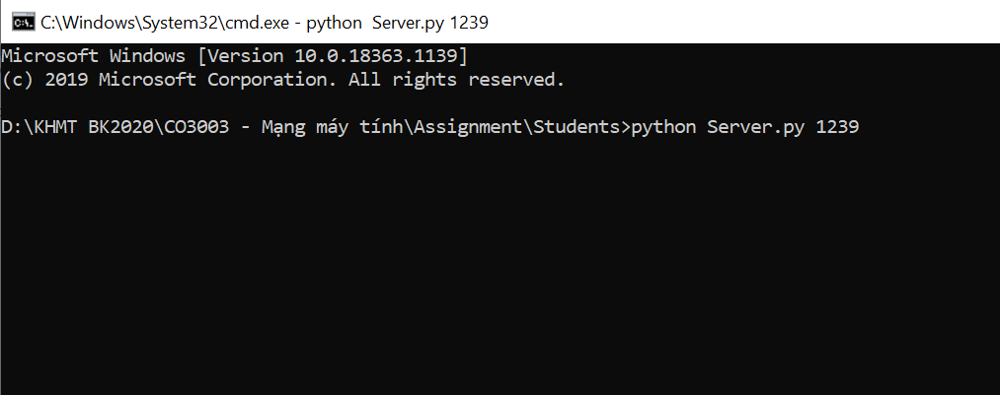 C:\Windows\System32\cmd.exe - python  Server.py 1239
Microsoft Windows [Version 10.0.18363.1139]
(c) 2019 Microsoft Corporation. All rights reserved.
D:\KHMT BK2020\CO3003 - Mạng máy tính\Assignment\Students>python Server.py 1239